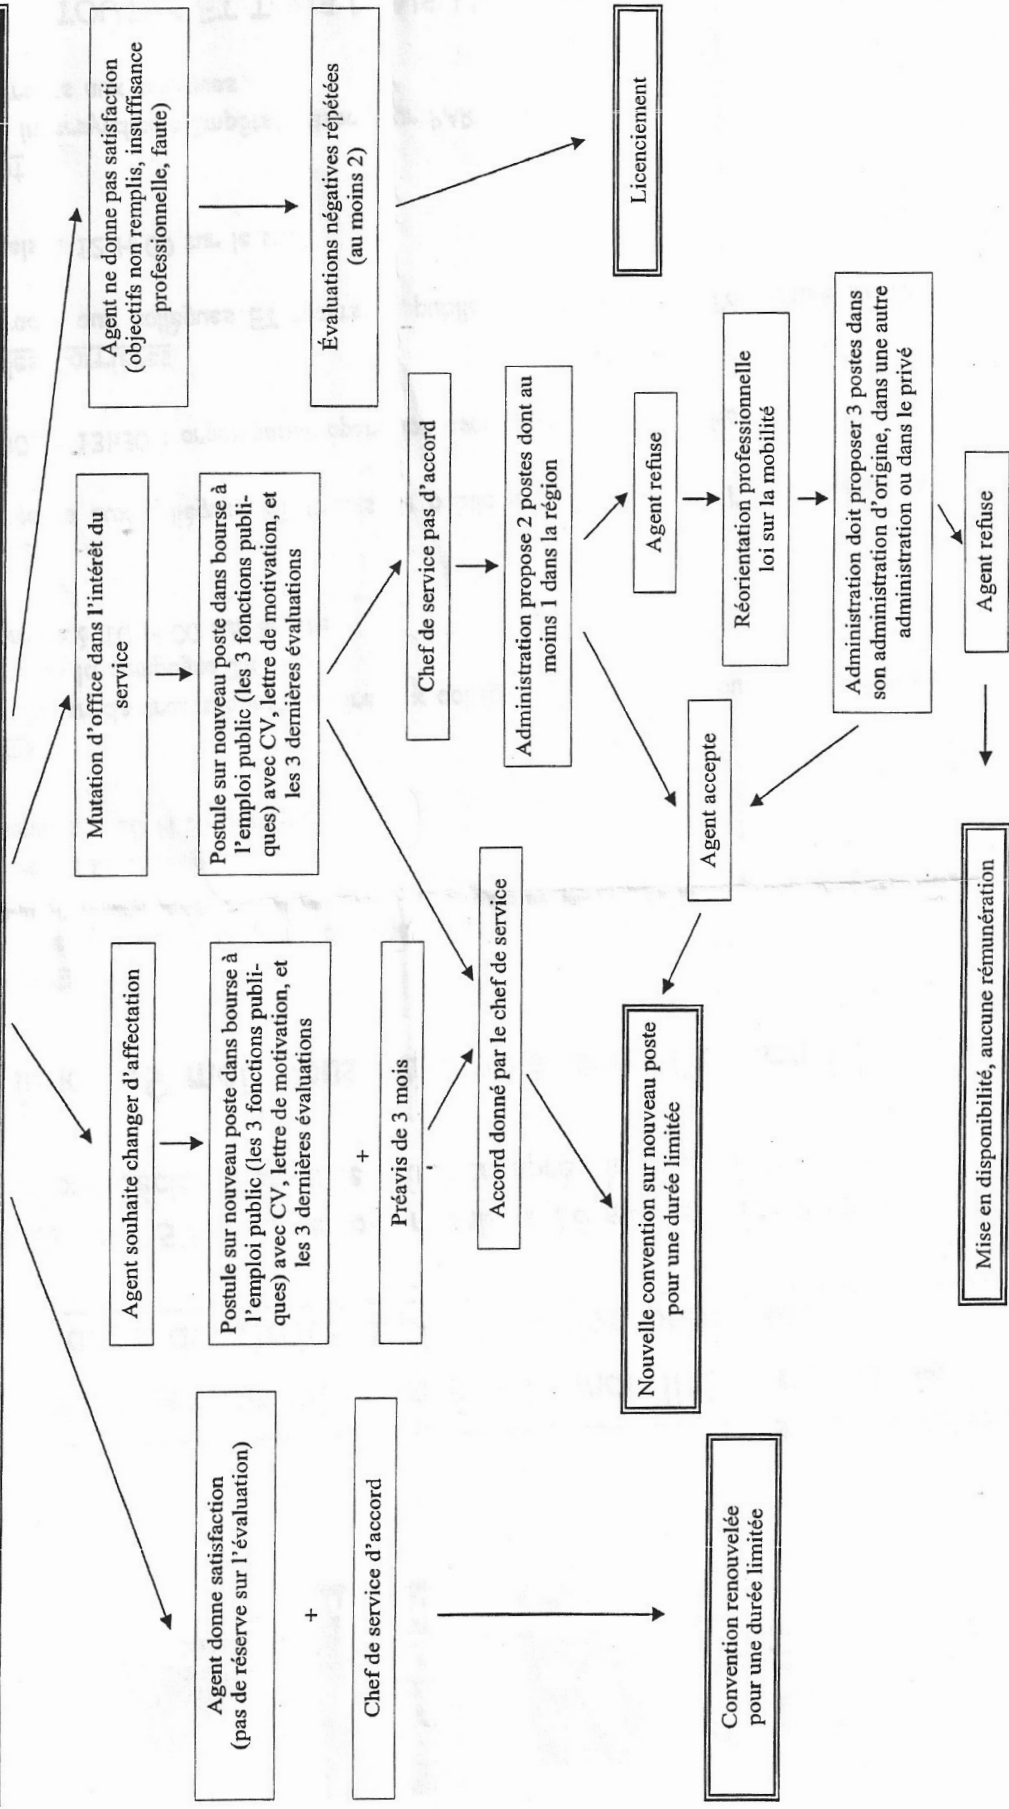 Agent donne satisfaction
(pas de réserve sur l'évaluation)
+
Chef de service d'accord
Convention renouvelée
pour une durée limitée
Agent souhaite changer d'affectation
Postule sur nouveau poste dans bourse à
l'emploi public (les 3 fonctions publi-
ques) avec CV, lettre de motivation, et
les 3 dernières évaluations
+
Préavis de 3 mois
Accord donné par le chef de service
Nouvelle convention sur nouveau poste
pour une durée limitée
Mutation d'office dans l'intérêt du
service
Postule sur nouveau poste dans bourse à
l'emploi public (les 3 fonctions publi-
ques) avec CV, lettre de motivation, et
les 3 dernières évaluations
Chef de service pas d'accord
Administration propose 2 postes dont au
moins 1 dans la région
Agent accepte
Agent refuse
Réorientation professionnelle
loi sur la mobilité
Administration doit proposer 3 postes dans
son administration d'origine, dans une autre
administration ou dans le privé
Agent refuse
Mise en disponibilité, aucune rémunération
Agent ne donne pas satisfaction
(objectifs non remplis, insuffisance
professionnelle, faute)
Évaluations négatives répétées
(au moins 2)
Licenciement